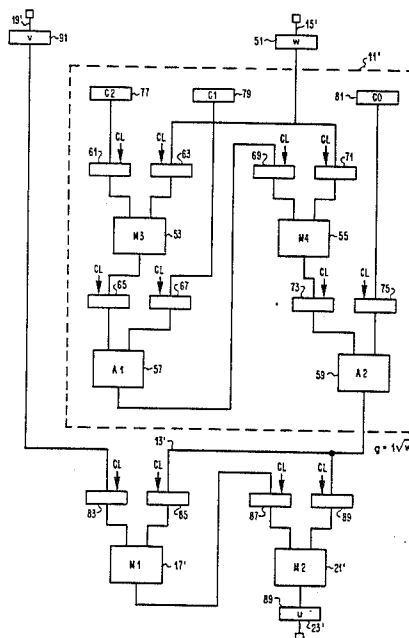 19' 15'
V 91 51 W
11'
C2 77 C1 79 81 C0
CL CL CL CL
61 63 69 71
M3 53 M4 55
CL CL CL CL
65 67 73 75
A1 57 59 A2
13' g = 1√W
CL CL CL CL
83 85 87 89
M1 17' M2 21'
89 U
23'